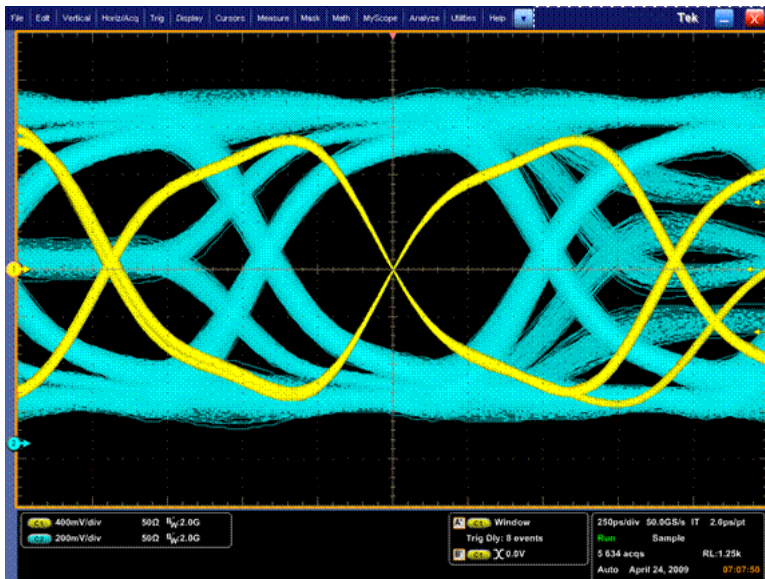 File Edit Vertical Horiz/Acq Trig Display Cursors Measure Mask Math MyScope Analyze Utilities Help Tek X
1
2
C1 400mV/div 50Ω BW:2.0G
C2 200mV/div 50Ω BW:2.0G
A' C1 Window
Trig Dly: 8 events
B' C1 0.0V
250ps/div 50.0GS/s IT 2.0ps/pt
Run Sample
5 634 acqs RL:1.25k
Auto April 24, 2009 07:07:50